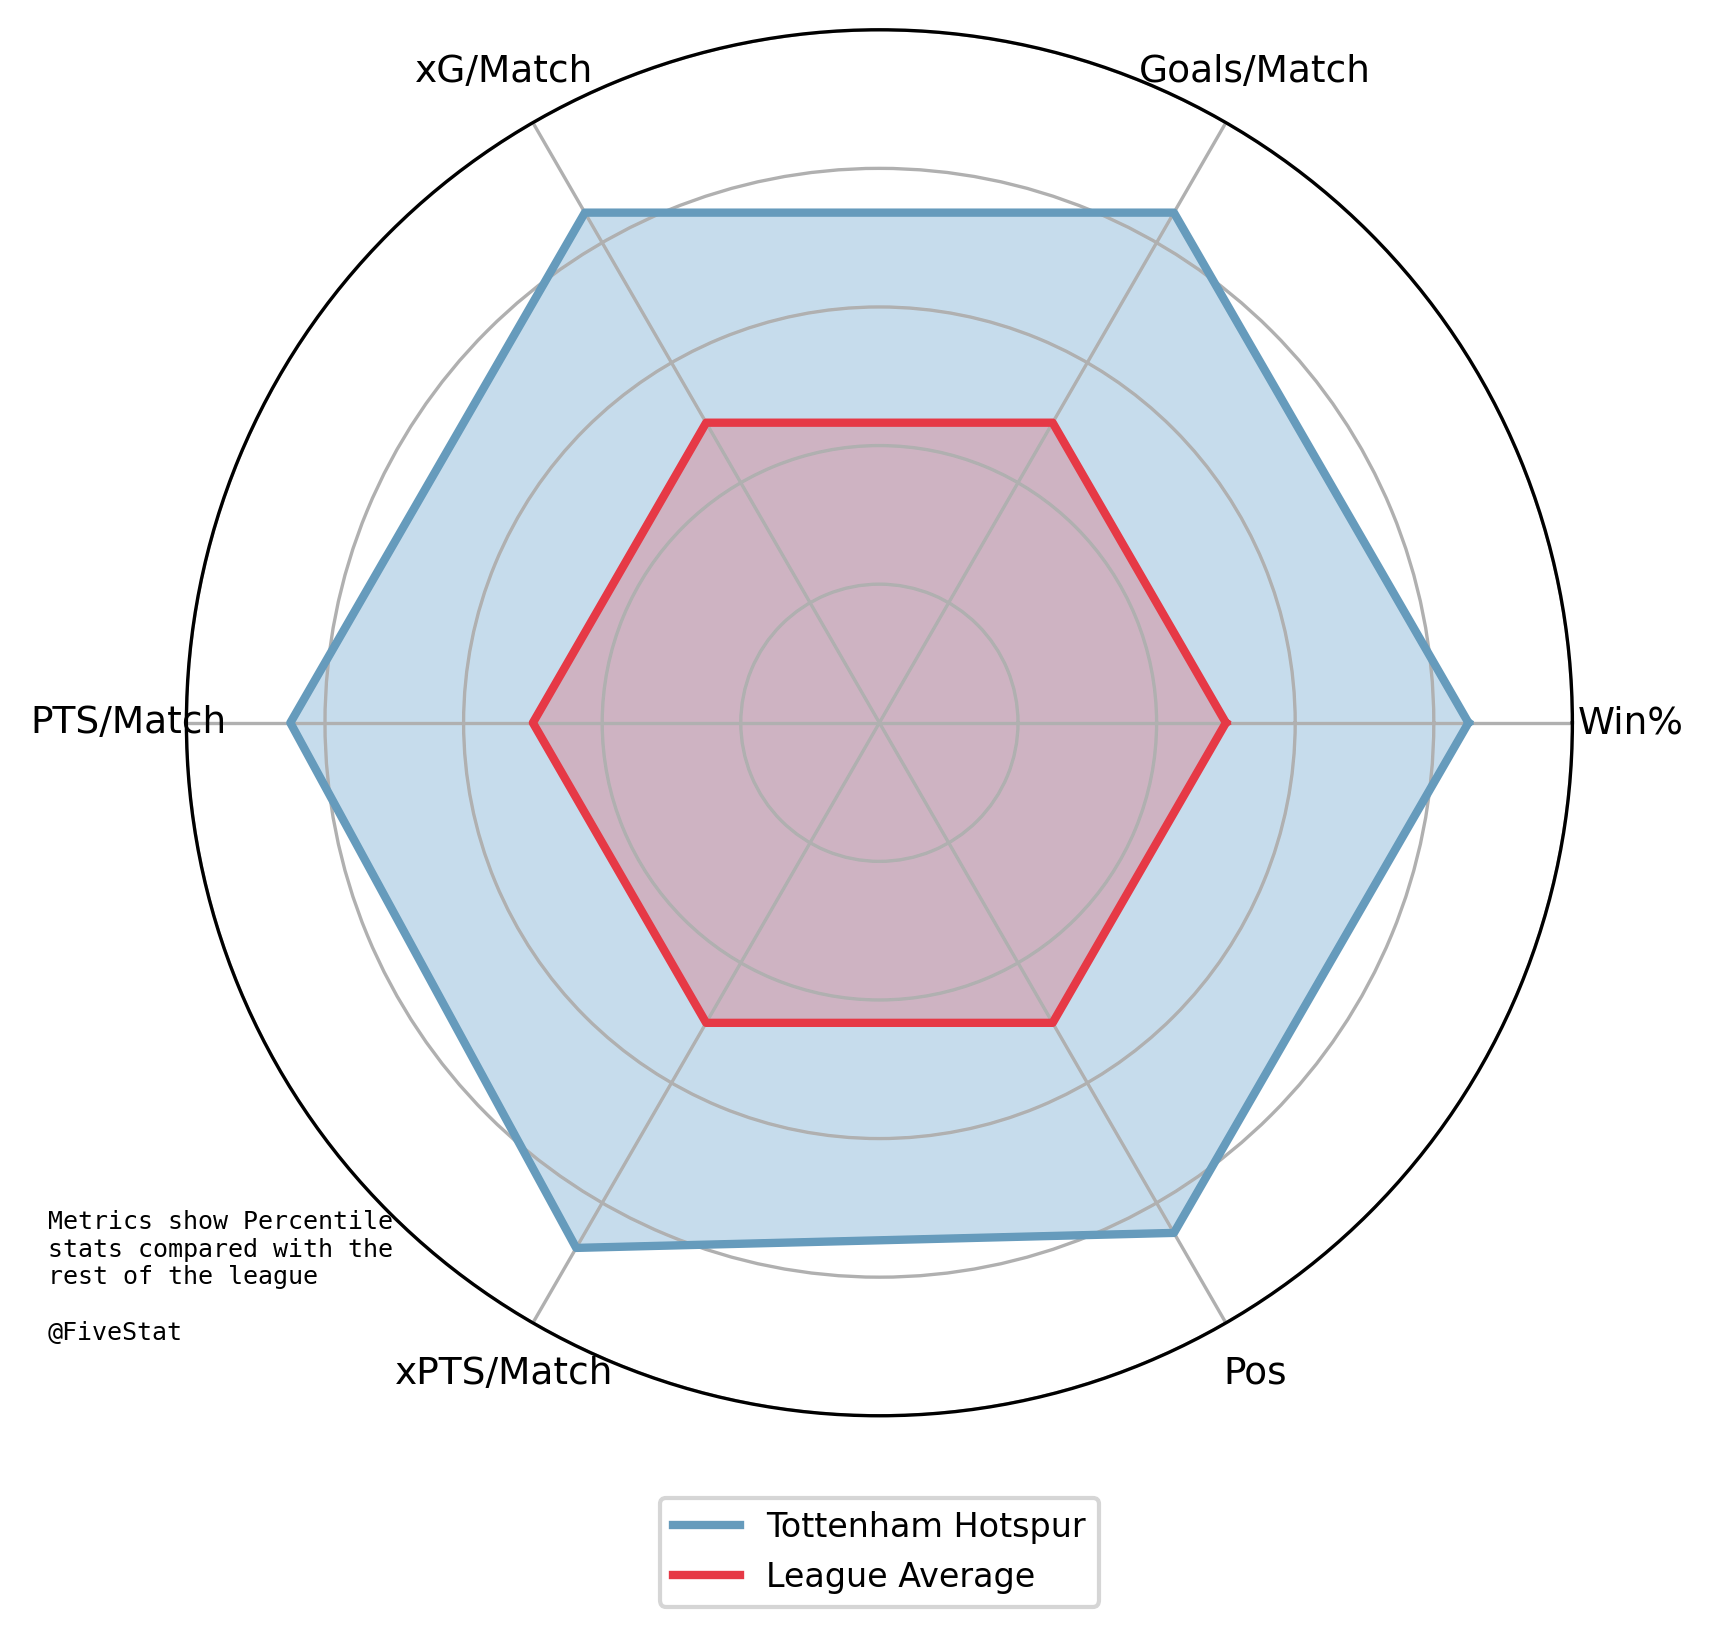 xG/Match
Goals/Match
PTS/Match
Win%
Metrics show Percentile
stats compared with the
rest of the league
@FiveStat
xPTS/Match
Pos
Tottenham Hotspur
League Average